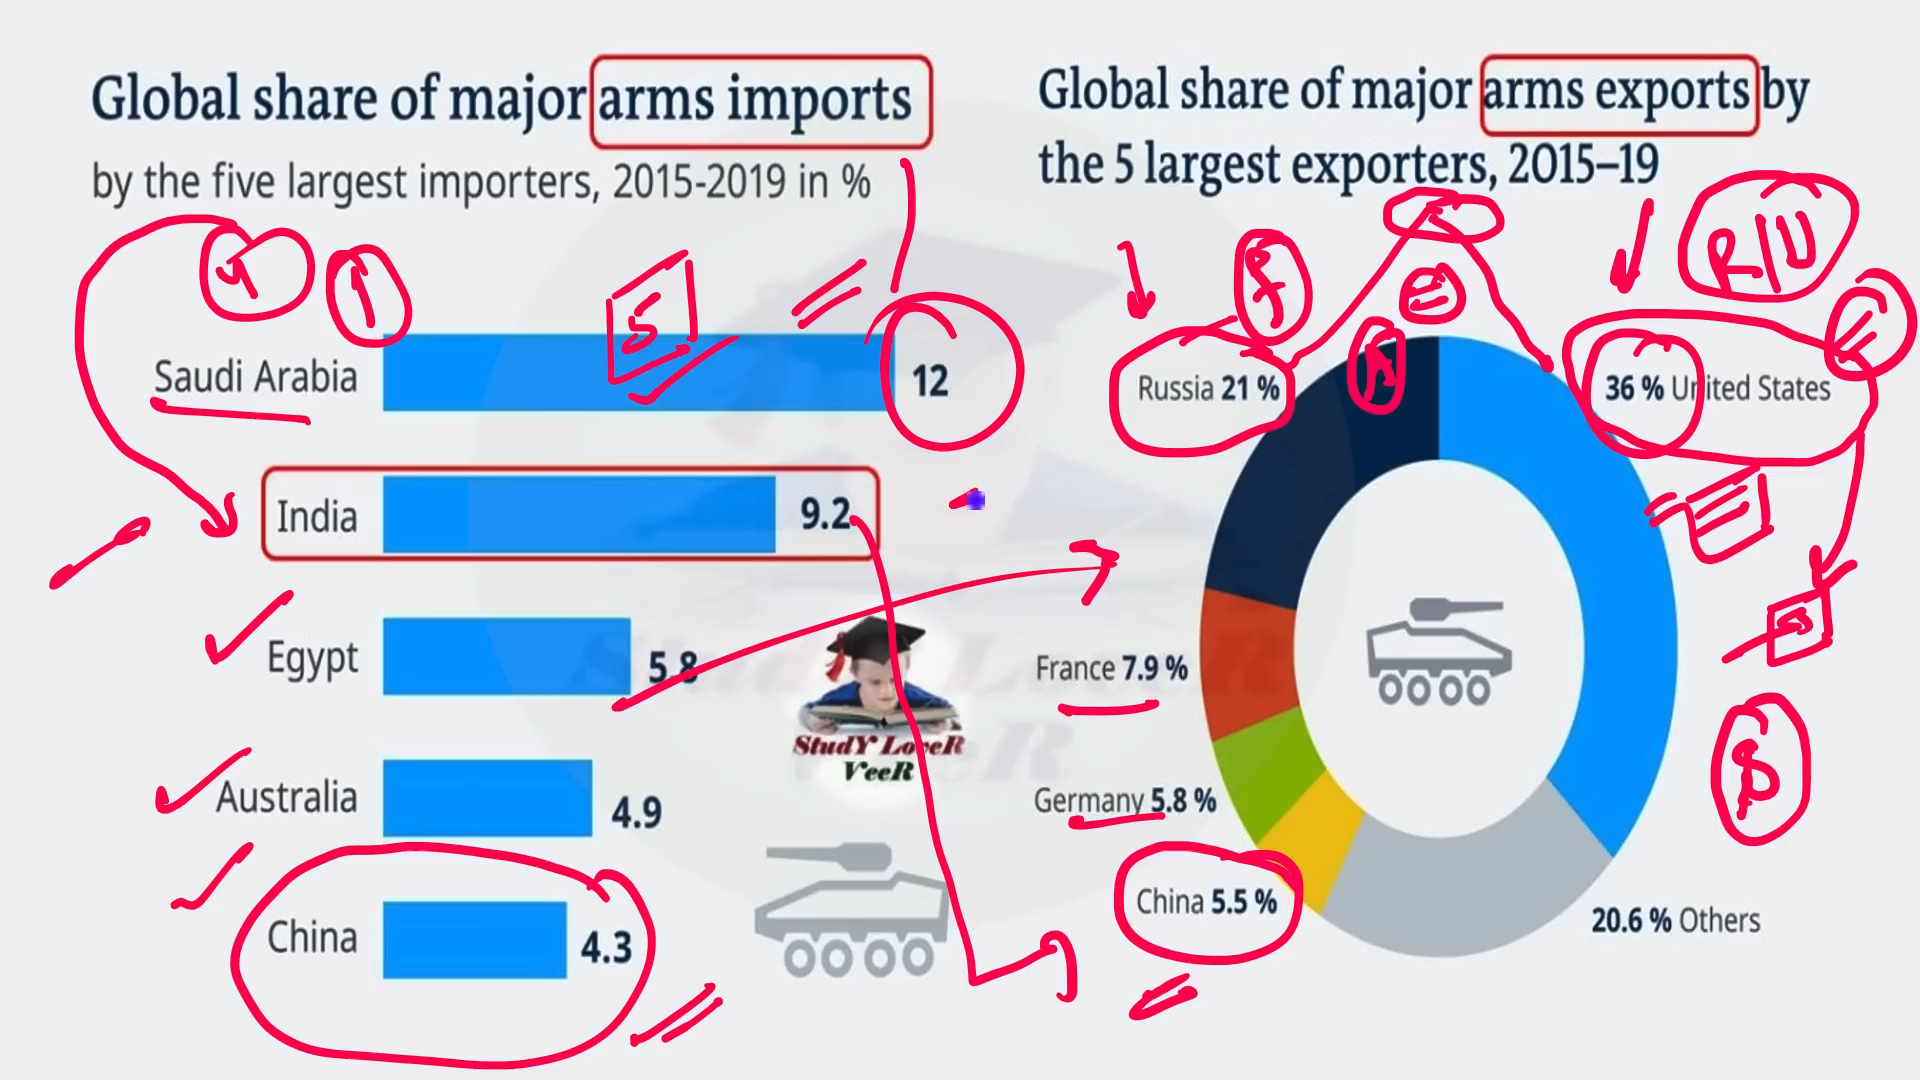 Global share of major arms imports
by the five largest importers, 2015-2019 in %
Saudi Arabia 12
India 9.2
Egypt 5.8
Australia 4.9
China 4.3
5
StudY LoveR
VeeR
Global share of major arms exports by
the 5 largest exporters, 2015–19
R/U
Russia 21 %
36 % United States
France 7.9 %
Germany 5.8 %
China 5.5 %
20.6 % Others